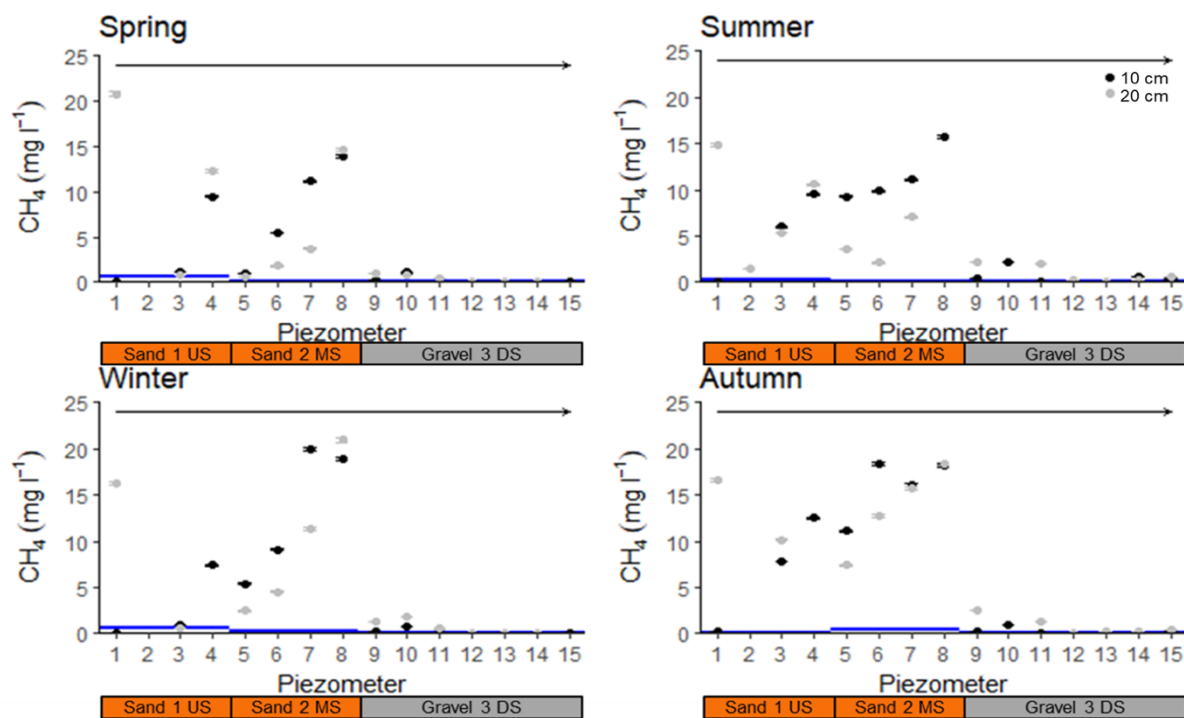 Spring
25
20
15
10
5
0
CH₄ (mg l⁻¹)
1 2 3 4 5 6 7 8 9 10 11 12 13 14 15
Piezometer
Sand 1 US Sand 2 MS Gravel 3 DS
Summer
10 cm
20 cm
25
20
15
10
5
0
CH₄ (mg l⁻¹)
1 2 3 4 5 6 7 8 9 10 11 12 13 14 15
Piezometer
Sand 1 US Sand 2 MS Gravel 3 DS
Winter
25
20
15
10
5
0
CH₄ (mg l⁻¹)
1 2 3 4 5 6 7 8 9 10 11 12 13 14 15
Piezometer
Sand 1 US Sand 2 MS Gravel 3 DS
Autumn
25
20
15
10
5
0
CH₄ (mg l⁻¹)
1 2 3 4 5 6 7 8 9 10 11 12 13 14 15
Piezometer
Sand 1 US Sand 2 MS Gravel 3 DS